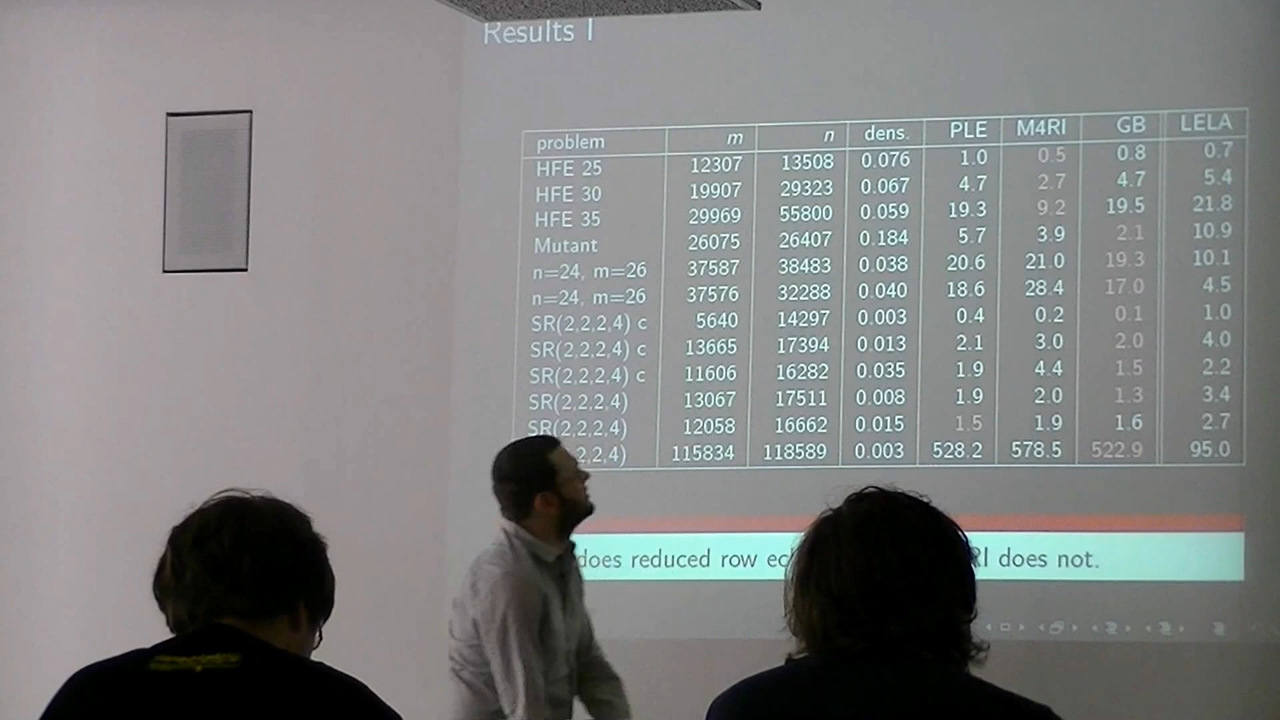 Results I
problem m n dens. PLE M4RI GB LELA
HFE 25 12307 13508 0.076 1.0 0.5 0.8 0.7
HFE 30 19907 29323 0.067 4.7 2.7 4.7 5.4
HFE 35 29969 55800 0.059 19.3 9.2 19.5 21.8
Mutant 26075 26407 0.184 5.7 3.9 2.1 10.9
n=24, m=26 37587 38483 0.038 20.6 21.0 19.3 10.1
n=24, m=26 37576 32288 0.040 18.6 28.4 17.0 4.5
SR(2,2,2,4) c 5640 14297 0.003 0.4 0.2 0.1 1.0
SR(2,2,2,4) c 13665 17394 0.013 2.1 3.0 2.0 4.0
SR(2,2,2,4) c 11606 16282 0.035 1.9 4.4 1.5 2.2
SR(2,2,2,4) 13067 17511 0.008 1.9 2.0 1.3 3.4
SR(2,2,2,4) 12058 16662 0.015 1.5 1.9 1.6 2.7
2,2,4) 115834 118589 0.003 528.2 578.5 522.9 95.0
does reduced row RI does not.